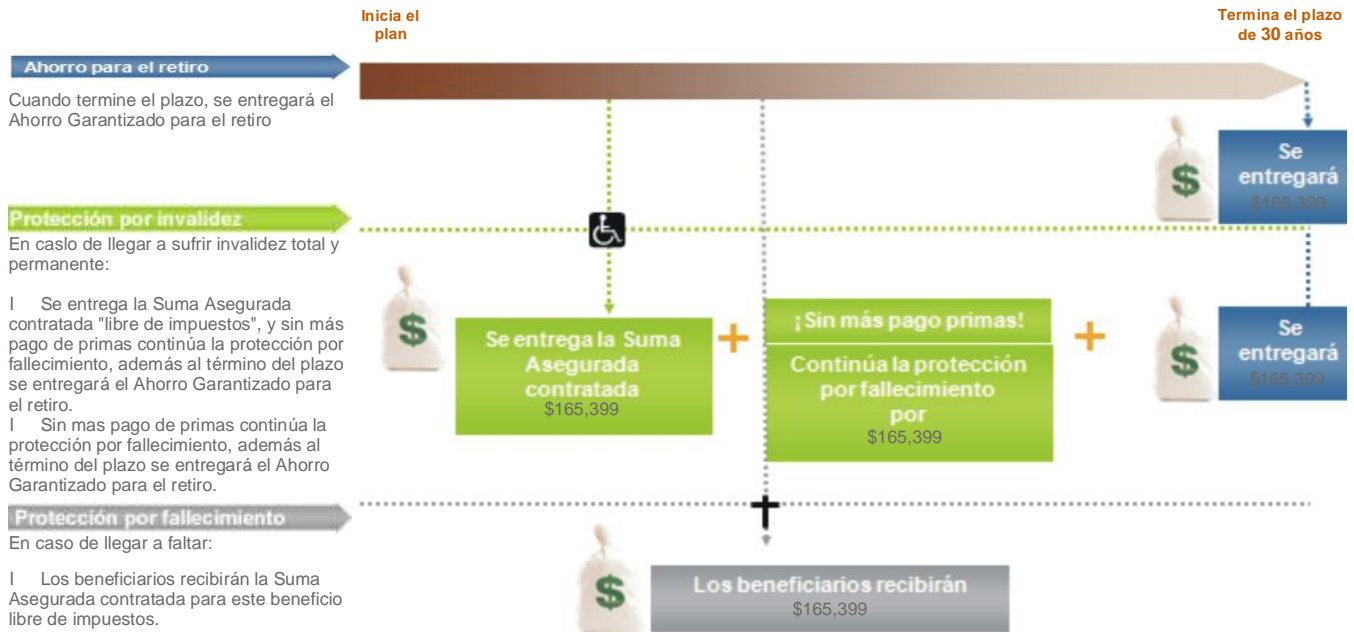 Inicia el
plan
Termina el plazo
de 30 años
Ahorro para el retiro
Cuando termine el plazo, se entregará el
Ahorro Garantizado para el retiro
$
Se
entregará
$165,399
Protección por invalidez
En caslo de llegar a sufrir invalidez total y
permanente:
I Se entrega la Suma Asegurada
contratada "libre de impuestos", y sin más
pago de primas continúa la protección por
fallecimiento, además al término del plazo
se entregará el Ahorro Garantizado para
el retiro.
I Sin mas pago de primas continúa la
protección por fallecimiento, además al
término del plazo se entregará el Ahorro
Garantizado para el retiro.
$
Se entrega la Suma
Asegurada
contratada
$165,399
+
¡Sin más pago primas!
Continúa la protección
por fallecimiento
por
$165,399
+
$
Se
entregará
$165,399
Protección por fallecimiento
En caso de llegar a faltar:
I Los beneficiarios recibirán la Suma
Asegurada contratada para este beneficio
libre de impuestos.
$
Los beneficiarios recibirán
$165,399